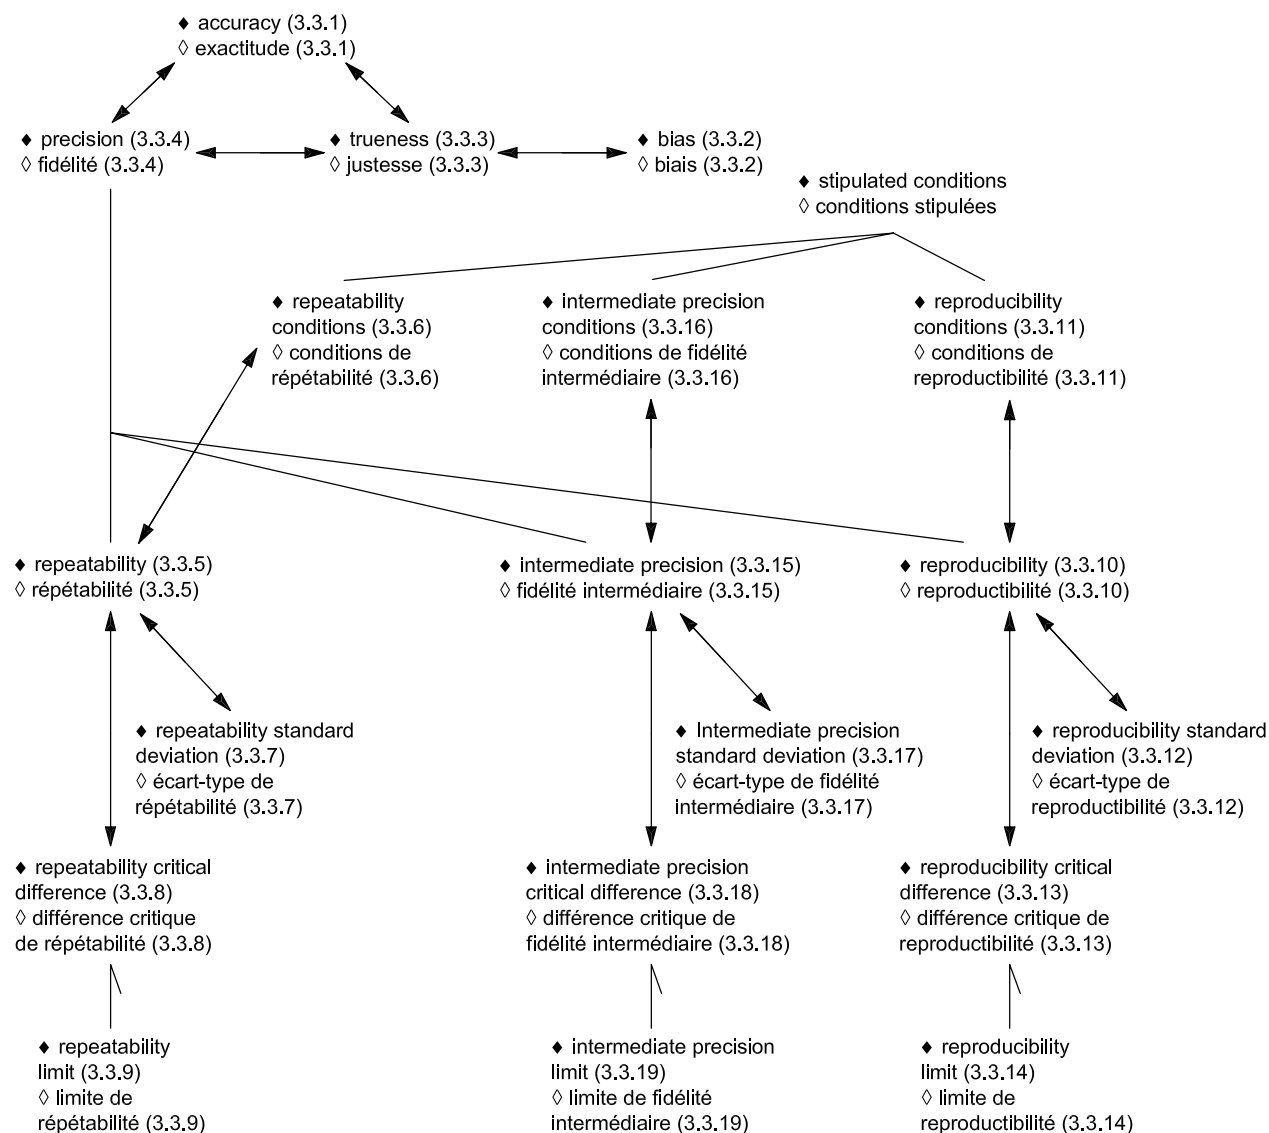 ♦ accuracy (3.3.1)
◊ exactitude (3.3.1)
♦ precision (3.3.4)
◊ fidélité (3.3.4)
♦ trueness (3.3.3)
◊ justesse (3.3.3)
♦ bias (3.3.2)
◊ biais (3.3.2)
♦ stipulated conditions
◊ conditions stipulées
♦ repeatability
conditions (3.3.6)
◊ conditions de
répétabilité (3.3.6)
♦ intermediate precision
conditions (3.3.16)
◊ conditions de fidélité
intermédiaire (3.3.16)
♦ reproducibility
conditions (3.3.11)
◊ conditions de
reproductibilité (3.3.11)
♦ repeatability (3.3.5)
◊ répétabilité (3.3.5)
♦ intermediate precision (3.3.15)
◊ fidélité intermédiaire (3.3.15)
♦ reproducibility (3.3.10)
◊ reproductibilité (3.3.10)
♦ repeatability standard
deviation (3.3.7)
◊ écart-type de
répétabilité (3.3.7)
♦ Intermediate precision
standard deviation (3.3.17)
◊ écart-type de fidélité
intermédiaire (3.3.17)
♦ reproducibility standard
deviation (3.3.12)
◊ écart-type de
reproductibilité (3.3.12)
♦ repeatability critical
difference (3.3.8)
◊ différence critique
de répétabilité (3.3.8)
♦ intermediate precision
critical difference (3.3.18)
◊ différence critique de
fidélité intermédiaire (3.3.18)
♦ reproducibility critical
difference (3.3.13)
◊ différence critique de
reproductibilité (3.3.13)
♦ repeatability
limit (3.3.9)
◊ limite de
répétabilité (3.3.9)
♦ intermediate precision
limit (3.3.19)
◊ limite de fidélité
intermédiaire (3.3.19)
♦ reproducibility
limit (3.3.14)
◊ limite de
reproductibilité (3.3.14)